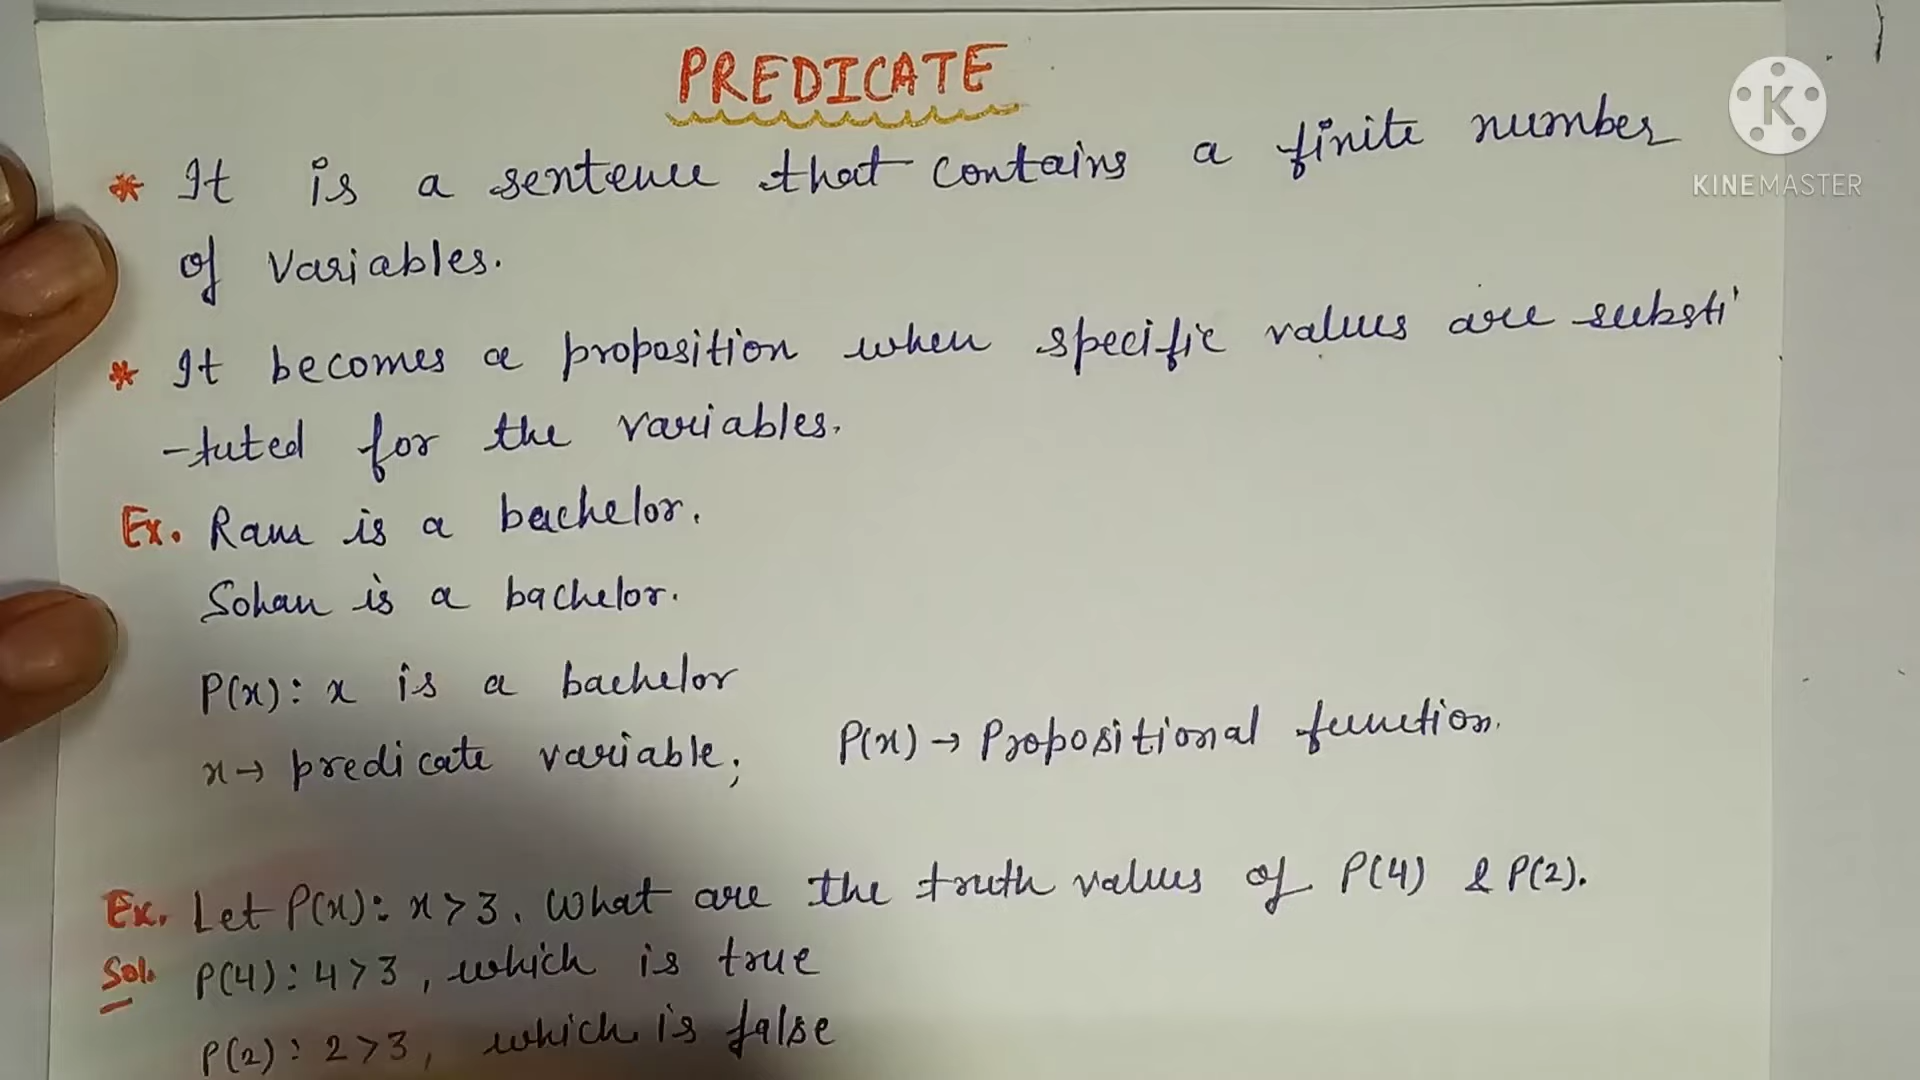 PREDICATE
* It is a sentence that contains a finite number
of variables.
* It becomes a proposition when specific values are substi
-tuted for the variables.
Ex. Ram is a bachelor.
Sohan is a bachelor.
P(x): x is a bachelor
x → predicate variable; P(x) → Propositional function.
Ex. Let P(x): x > 3. What are the truth values of P(4) & P(2).
Sol. P(4): 4 > 3, which is true
P(2): 2 > 3, which is false
K
KINEMASTER